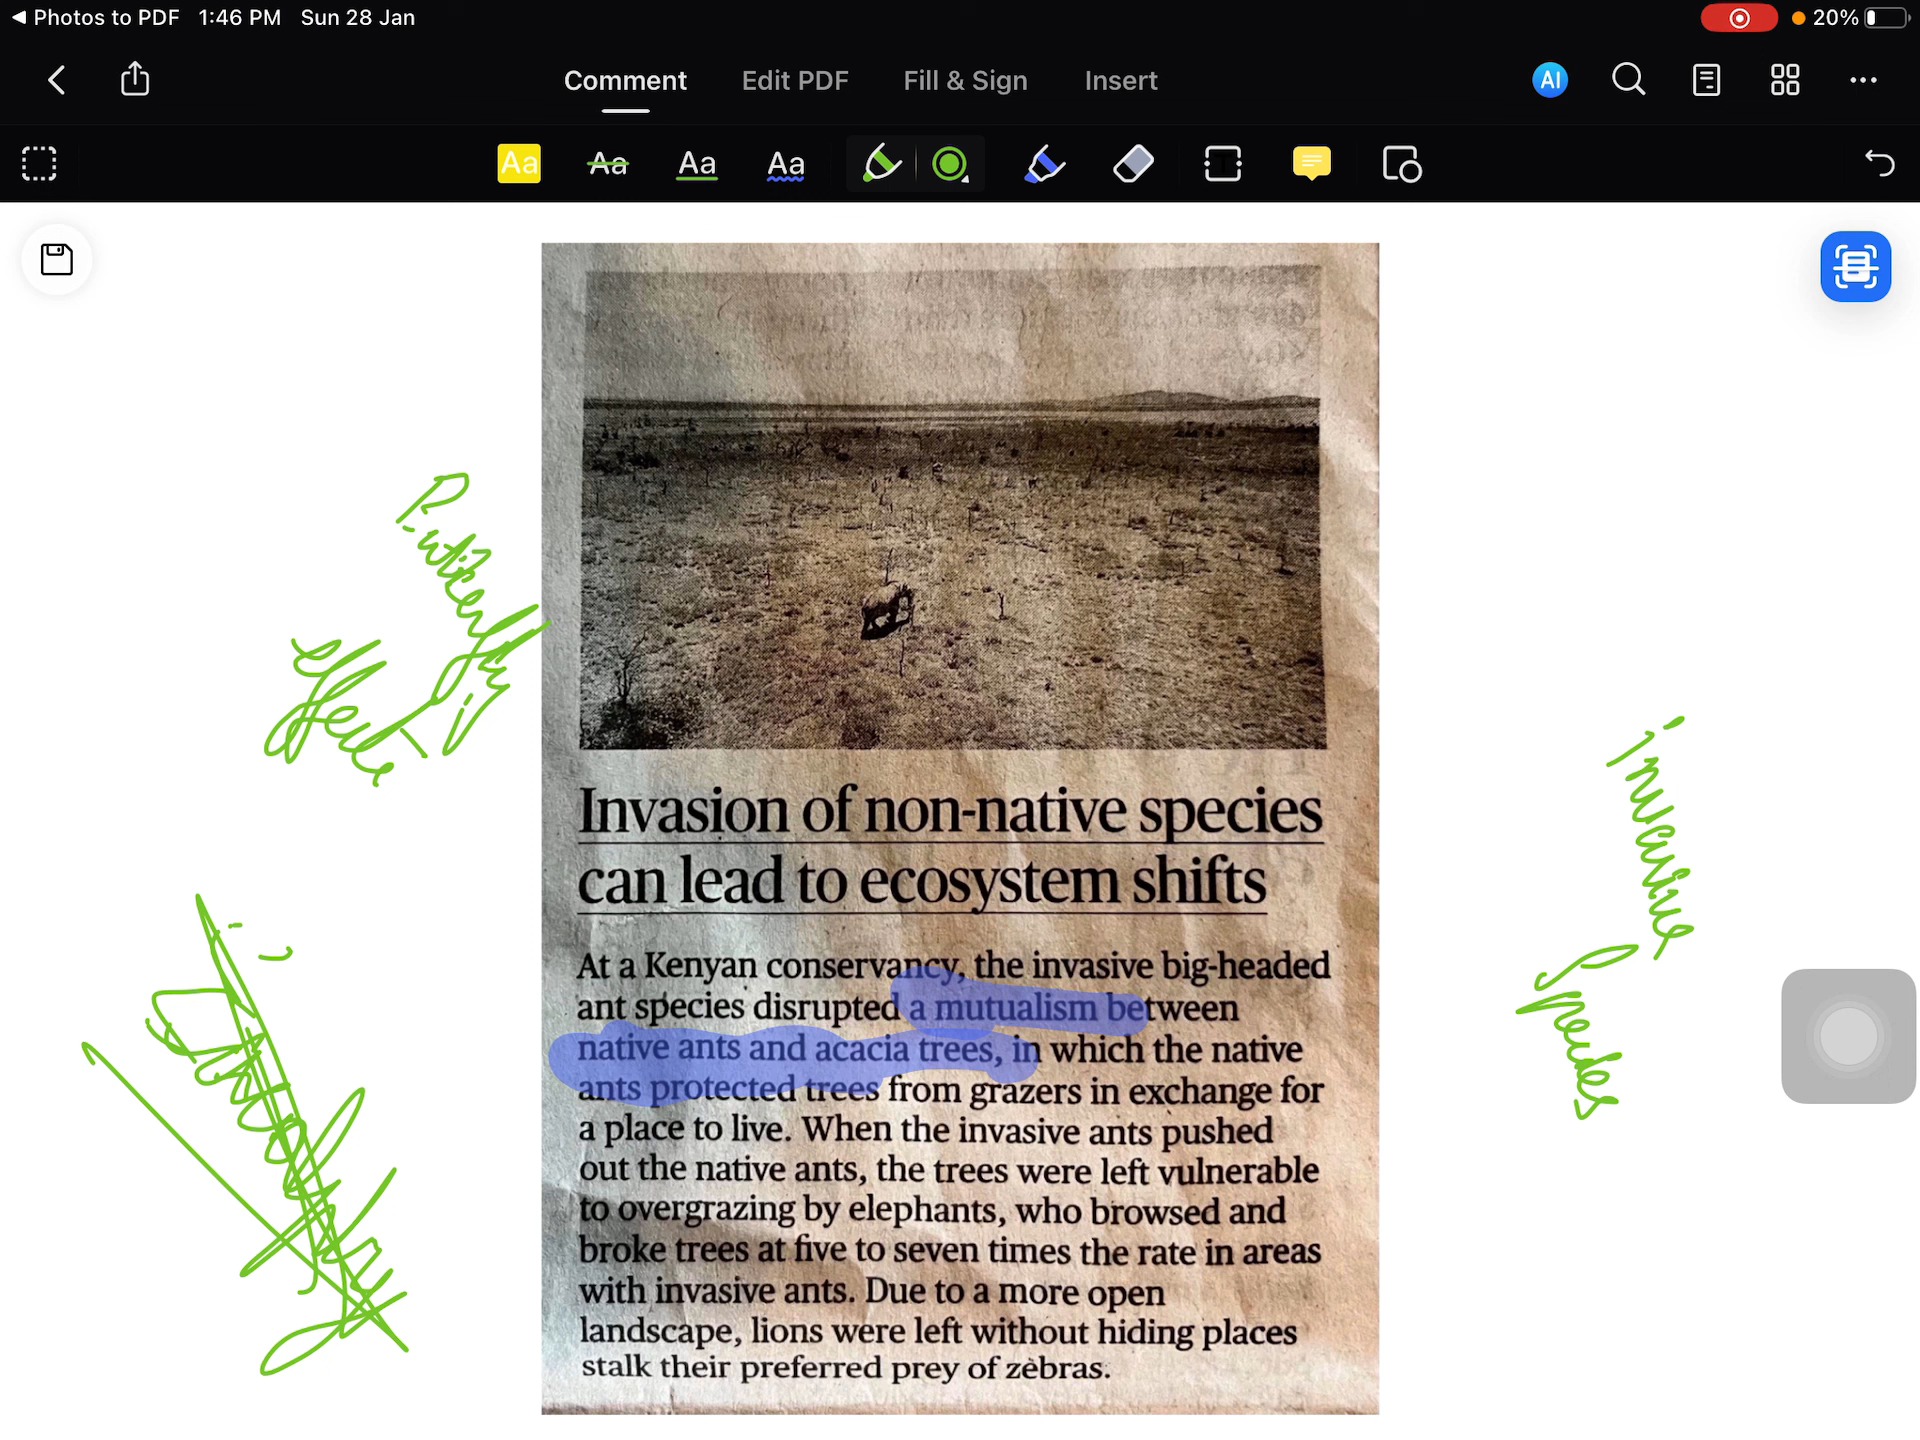 Photos to PDF 1:46 PM Sun 28 Jan
20%
Comment Edit PDF Fill & Sign Insert
AI
Aa Aa Aa Aa
T
Butterfly
effect
Invasion of non-native species
can lead to ecosystem shifts
At a Kenyan conservancy, the invasive big-headed
ant species disrupted a mutualism between
native ants and acacia trees, in which the native
ants protected trees from grazers in exchange for
a place to live. When the invasive ants pushed
out the native ants, the trees were left vulnerable
to overgrazing by elephants, who browsed and
broke trees at five to seven times the rate in areas
with invasive ants. Due to a more open
landscape, lions were left without hiding places
stalk their preferred prey of zebras.
invasive
Species